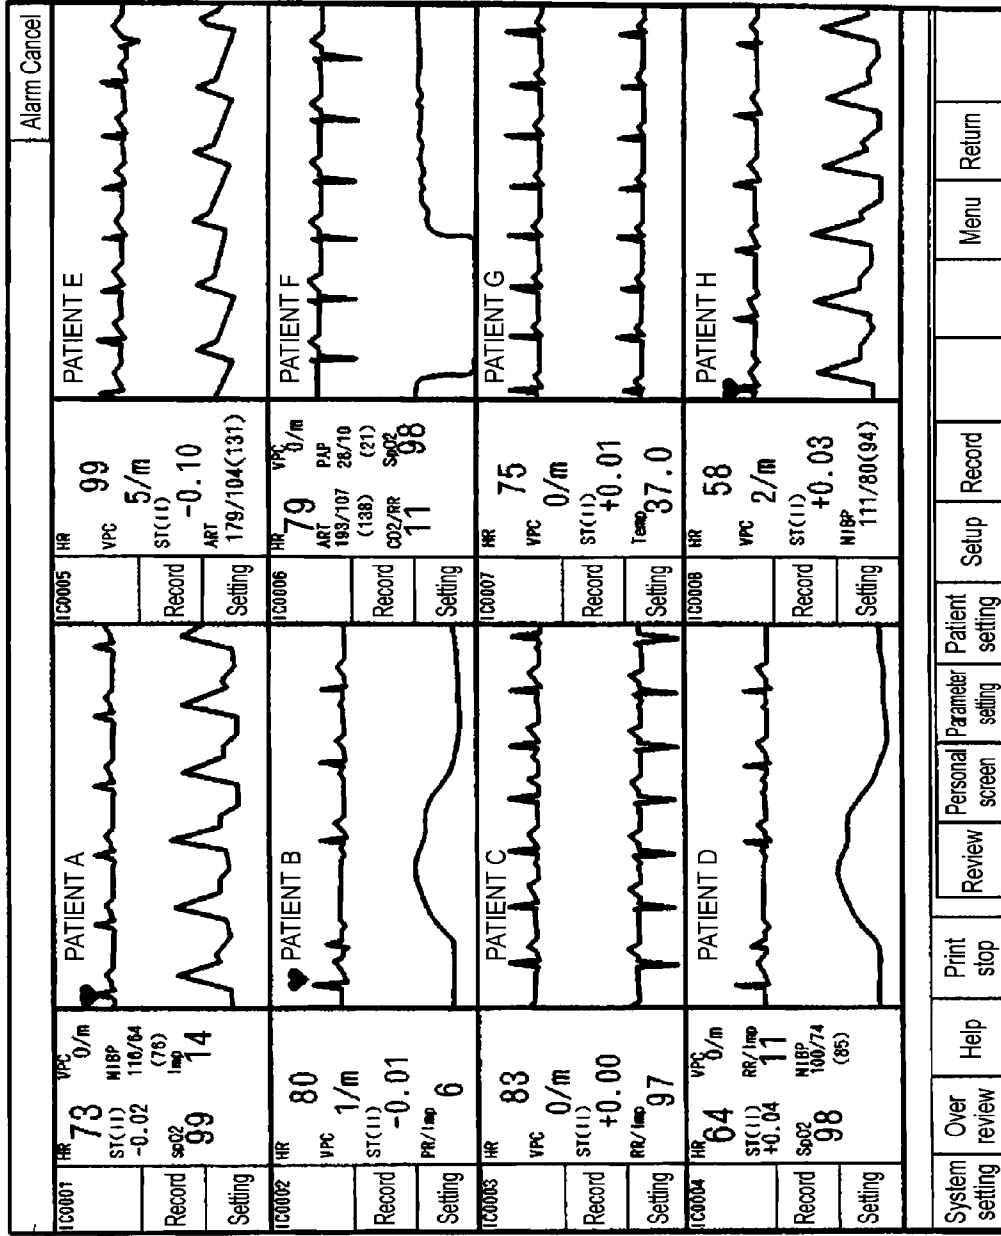 Alarm Cancel
IC0001
Record
Setting
HR
73
VPC
0/m
ST(II)
-0.02
NIBP
116/64
(76)
SpO2
99
Imp
14
PATIENT A
IC0005
Record
Setting
HR
99
VPC
5/m
ST(II)
-0.10
ART
179/104(131)
PATIENT E
IC0002
Record
Setting
HR
80
VPC
1/m
ST(II)
-0.01
PR/Imp
6
PATIENT B
IC0006
Record
Setting
HR
79
VPC
0/m
ART
193/107
(138)
PAP
28/10
(21)
CO2/RR
11
SpO2
98
PATIENT F
IC0003
Record
Setting
HR
83
VPC
0/m
ST(II)
+0.00
RR/Imp
97
PATIENT C
IC0007
Record
Setting
HR
75
VPC
0/m
ST(II)
+0.01
Temp
37.0
PATIENT G
IC0004
Record
Setting
HR
64
VPC
0/m
ST(II)
+0.04
RR/Imp
11
SpO2
98
NIBP
100/74
(85)
PATIENT D
IC0008
Record
Setting
HR
58
VPC
2/m
ST(II)
+0.03
NIBP
111/80(94)
PATIENT H
System setting
Over review
Help
Print stop
Review
Personal screen
Parameter setting
Patient setting
Setup
Record
Menu
Return